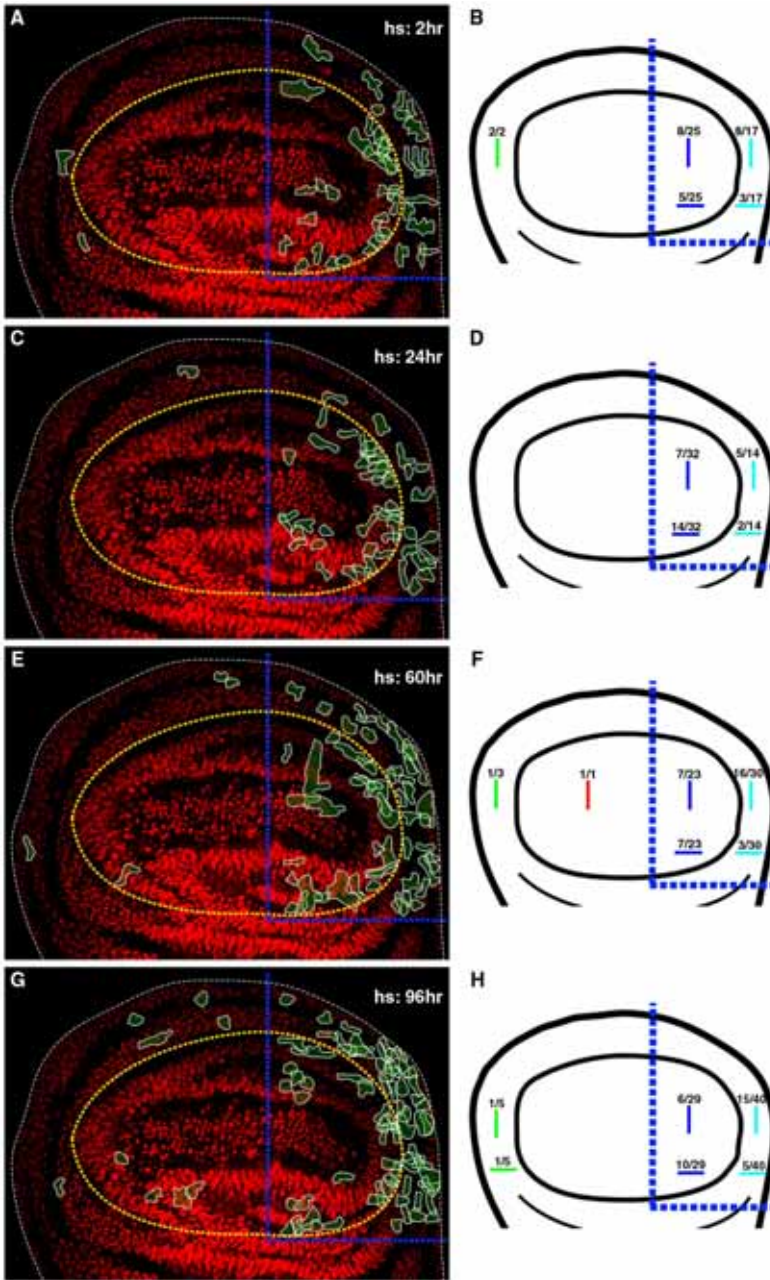 A
hs: 2hr
B
2/2
8/25
8/17
5/25
3/17
C
hs: 24hr
D
7/32
5/14
14/32
2/14
E
hs: 60hr
F
1/3
1/1
7/23
16/30
7/23
3/30
G
hs: 96hr
H
1/5
6/29
15/40
1/5
10/29
5/40